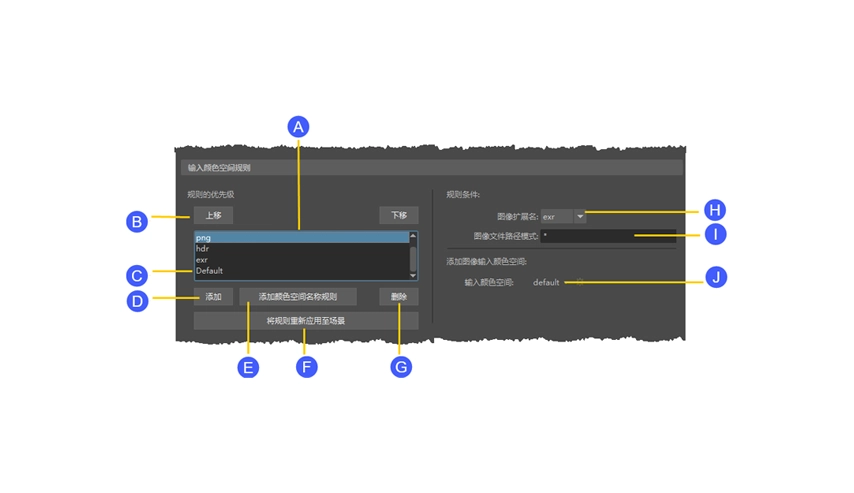 A
输入颜色空间规则
规则的优先级
规则条件:
上移
下移
B
图像扩展名: exr
H
图像文件路径模式: *
I
png
hdr
exr
Default
C
添加图像输入颜色空间:
输入颜色空间: default
J
D
添加
添加颜色空间名称规则
删除
将规则重新应用至场景
E
F
G